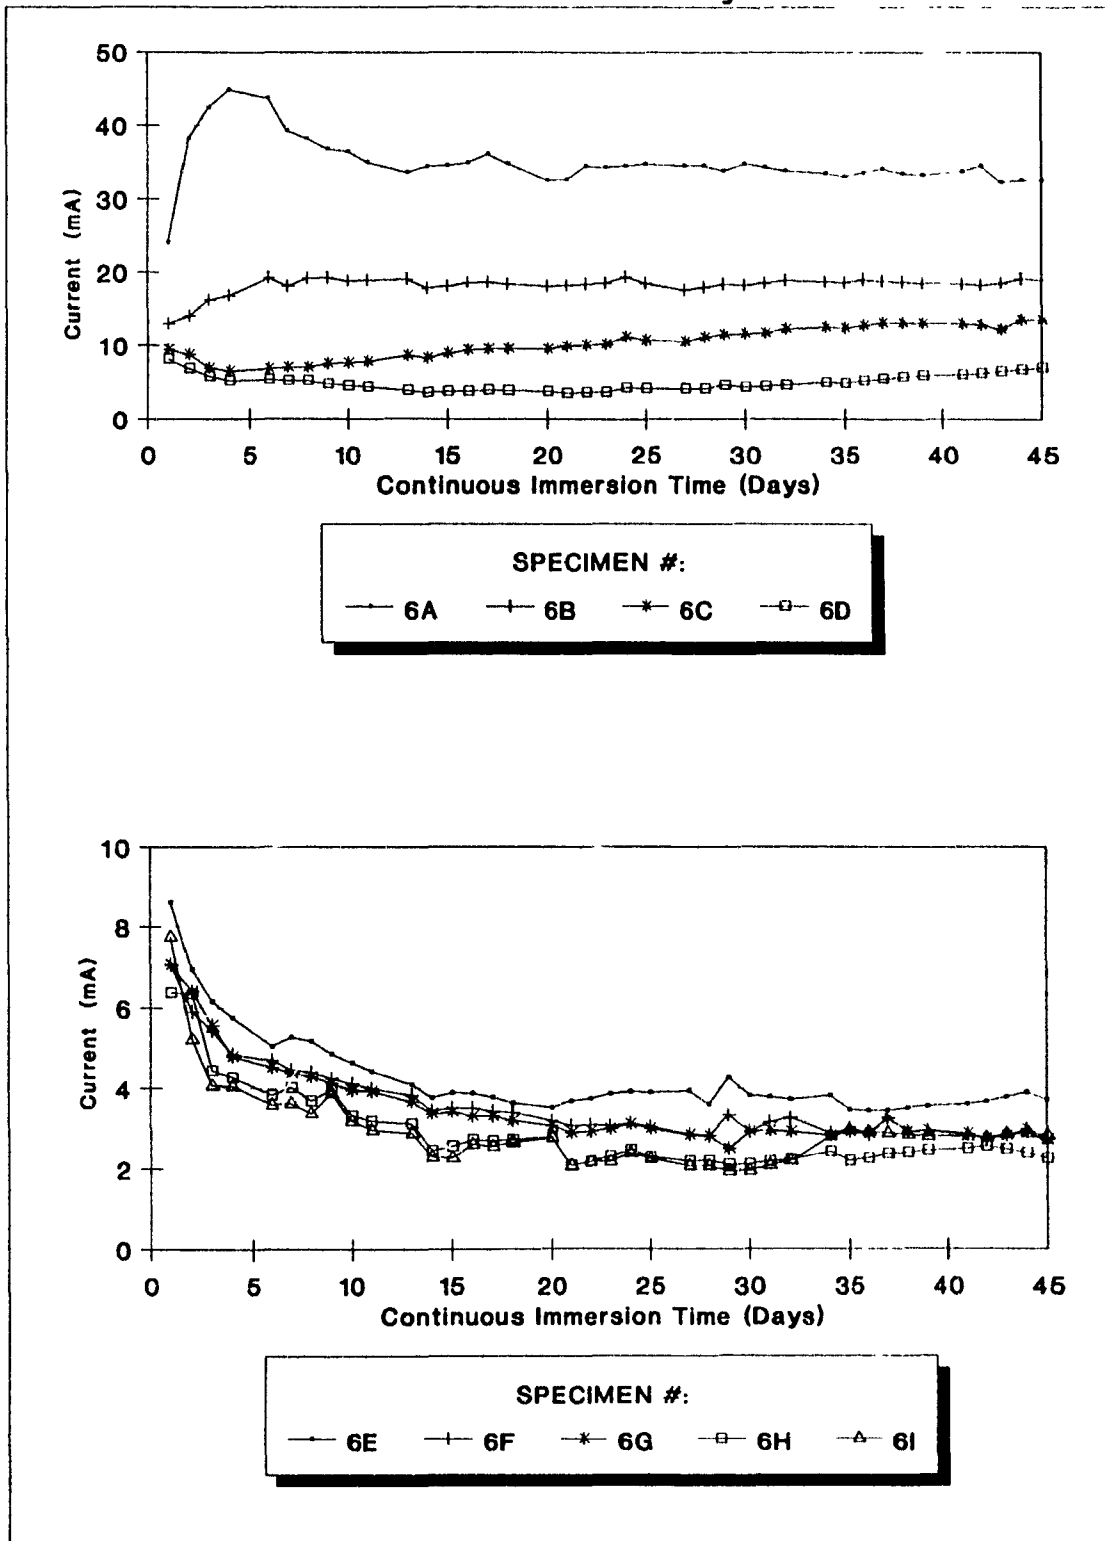 50
40
30
20
10
0
Current (mA)
0 5 10 15 20 25 30 35 40 45
Continuous Immersion Time (Days)
SPECIMEN #:
6A 6B 6C 6D
10
8
6
4
2
0
Current (mA)
0 5 10 15 20 25 30 35 40 45
Continuous Immersion Time (Days)
SPECIMEN #:
6E 6F 6G 6H 6I